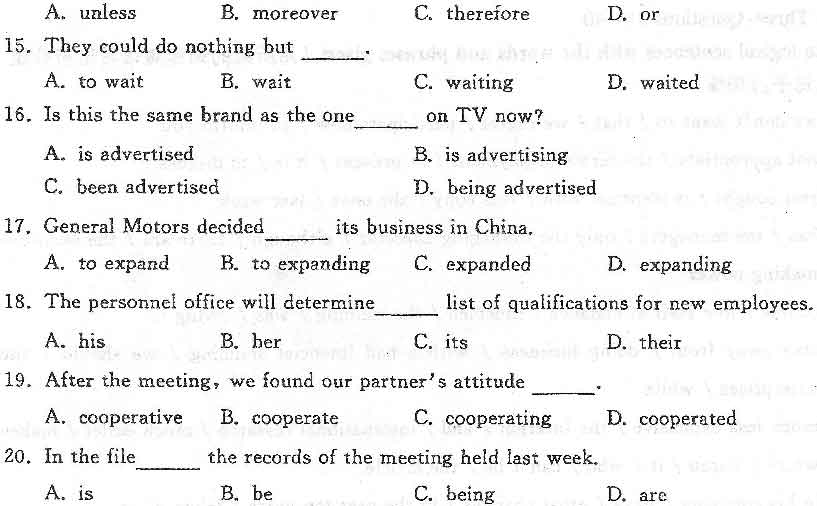 A. unless B. moreover C. therefore D. or
15. They could do nothing but ______.
A. to wait B. wait C. waiting D. waited
16. Is this the same brand as the one______ on TV now?
A. is advertised B. is advertising
C. been advertised D. being advertised
17. General Motors decided ______ its business in China.
A. to expand B. to expanding C. expanded D. expanding
18. The personnel office will determine ______ list of qualifications for new employees.
A. his B. her C. its D. their
19. After the meeting, we found our partner's attitude ______.
A. cooperative B. cooperate C. cooperating D. cooperated
20. In the file______ the records of the meeting held last week.
A. is B. be C. being D. are